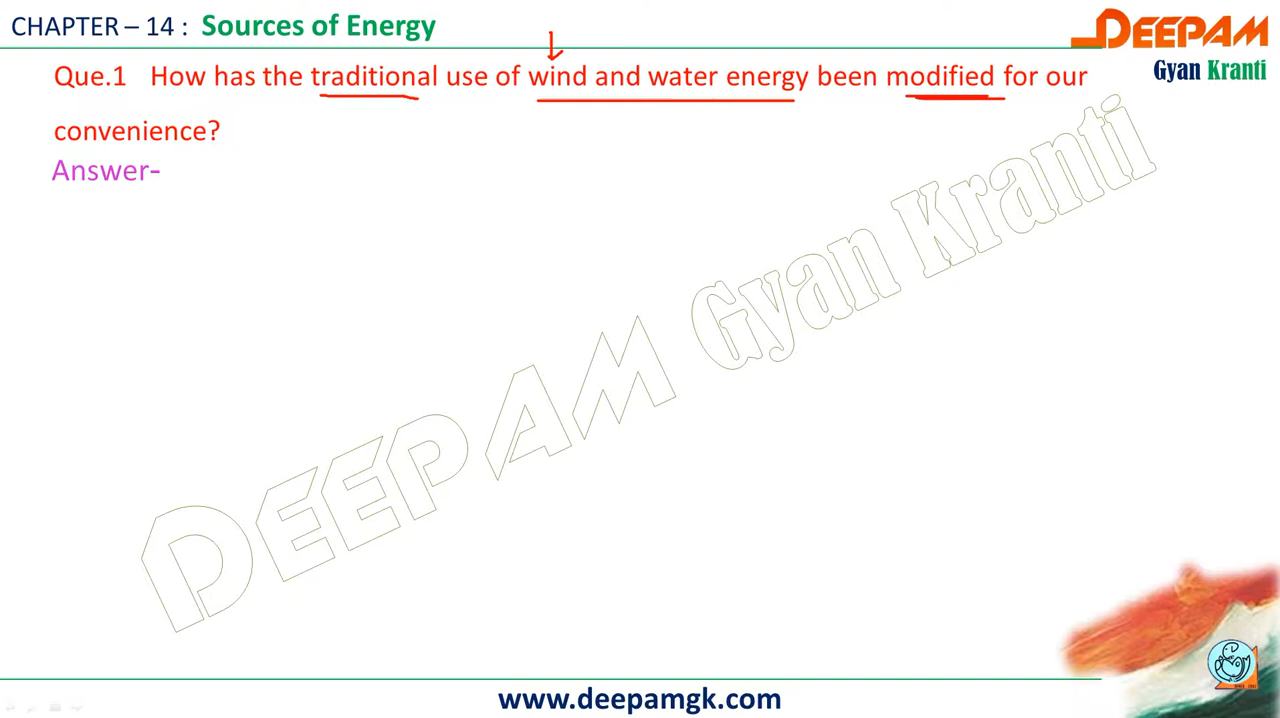 CHAPTER – 14 : Sources of Energy
DEEPAM
Gyan Kranti
Que.1 How has the traditional use of wind and water energy been modified for our
convenience?
Answer-
DEEPAM Gyan Kranti
www.deepamgk.com